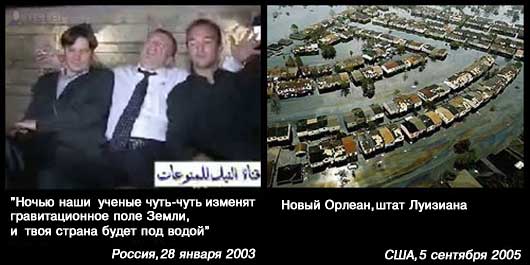 قناة النيل للمنوعات
"Ночью наши ученые чуть-чуть изменят
гравитационное поле Земли,
и твоя страна будет под водой"
Россия, 28 января 2003
Новый Орлеан, штат Луизиана
США, 5 сентября 2005